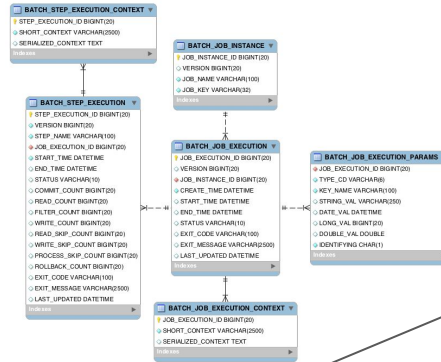 BATCH_STEP_EXECUTION_CONTEXT
STEP_EXECUTION_ID BIGINT(20)
SHORT_CONTEXT VARCHAR(2500)
SERIALIZED_CONTEXT TEXT
Indexes
BATCH_JOB_INSTANCE
JOB_INSTANCE_ID BIGINT(20)
VERSION BIGINT(20)
JOB_NAME VARCHAR(100)
JOB_KEY VARCHAR(32)
Indexes
BATCH_STEP_EXECUTION
STEP_EXECUTION_ID BIGINT(20)
VERSION BIGINT(20)
STEP_NAME VARCHAR(100)
JOB_EXECUTION_ID BIGINT(20)
START_TIME DATETIME
END_TIME DATETIME
STATUS VARCHAR(10)
COMMIT_COUNT BIGINT(20)
READ_COUNT BIGINT(20)
FILTER_COUNT BIGINT(20)
WRITE_COUNT BIGINT(20)
READ_SKIP_COUNT BIGINT(20)
WRITE_SKIP_COUNT BIGINT(20)
PROCESS_SKIP_COUNT BIGINT(20)
ROLLBACK_COUNT BIGINT(20)
EXIT_CODE VARCHAR(100)
EXIT_MESSAGE VARCHAR(2500)
LAST_UPDATED DATETIME
Indexes
BATCH_JOB_EXECUTION
JOB_EXECUTION_ID BIGINT(20)
VERSION BIGINT(20)
JOB_INSTANCE_ID BIGINT(20)
CREATE_TIME DATETIME
START_TIME DATETIME
END_TIME DATETIME
STATUS VARCHAR(10)
EXIT_CODE VARCHAR(100)
EXIT_MESSAGE VARCHAR(2500)
LAST_UPDATED DATETIME
Indexes
BATCH_JOB_EXECUTION_PARAMS
JOB_EXECUTION_ID BIGINT(20)
TYPE_CD VARCHAR(6)
KEY_NAME VARCHAR(100)
STRING_VAL VARCHAR(250)
DATE_VAL DATETIME
LONG_VAL BIGINT(20)
DOUBLE_VAL DOUBLE
IDENTIFYING CHAR(1)
Indexes
BATCH_JOB_EXECUTION_CONTEXT
JOB_EXECUTION_ID BIGINT(20)
SHORT_CONTEXT VARCHAR(2500)
SERIALIZED_CONTEXT TEXT
Indexes